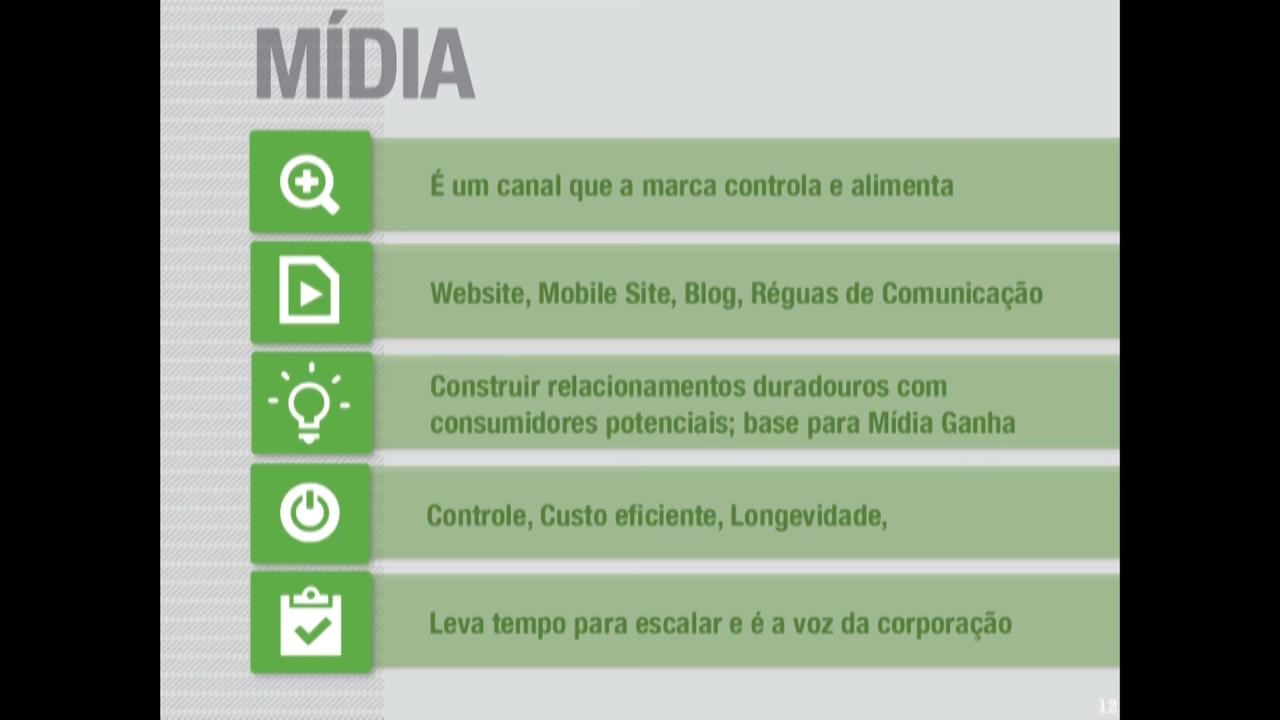 MÍDIA
É um canal que a marca controla e alimenta
Website, Mobile Site, Blog, Réguas de Comunicação
Construir relacionamentos duradouros com
consumidores potenciais; base para Mídia Ganha
Controle, Custo eficiente, Longevidade,
Leva tempo para escalar e é a voz da corporação
12